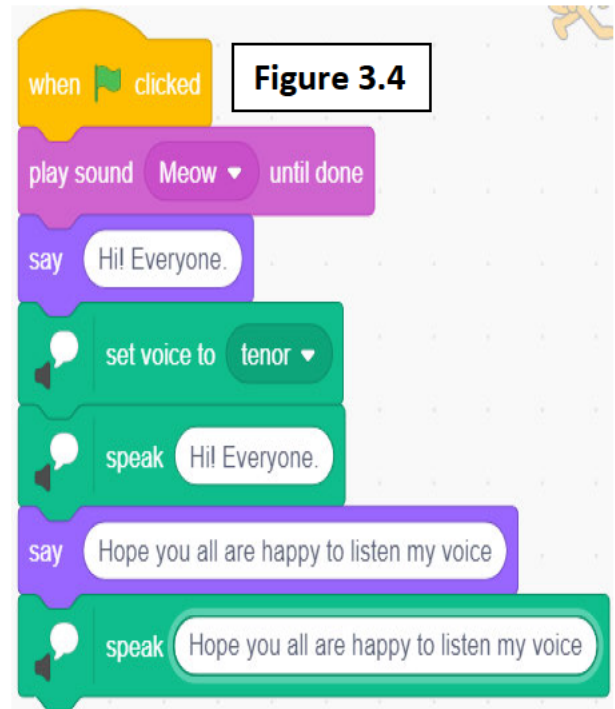 when clicked
Figure 3.4
play sound Meow until done
say Hi! Everyone.
set voice to tenor
speak Hi! Everyone.
say Hope you all are happy to listen my voice
speak Hope you all are happy to listen my voice